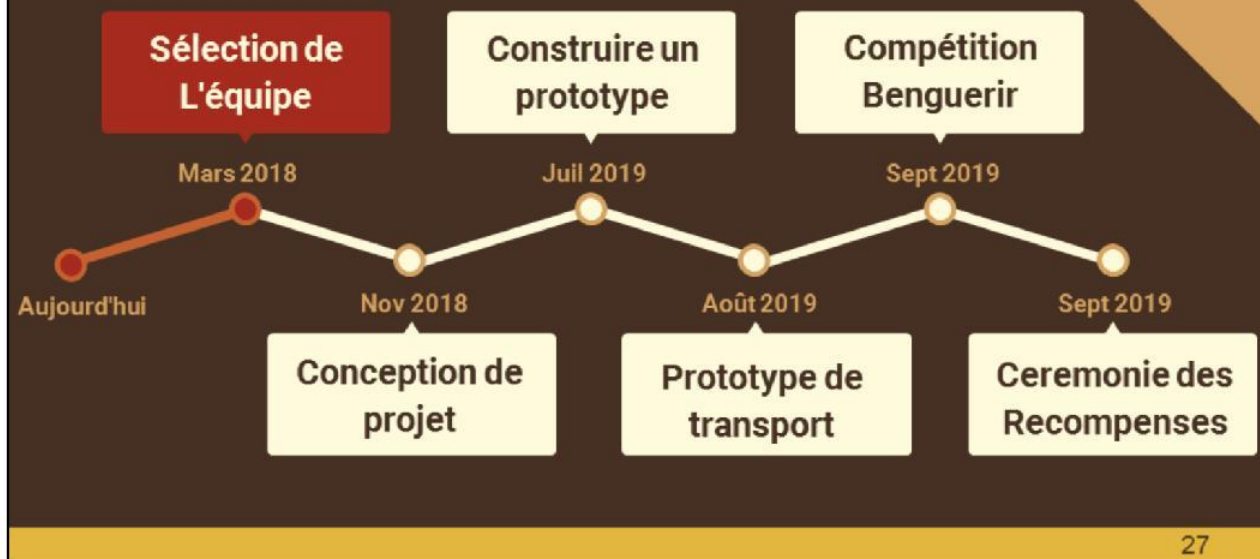 Sélection de
L'équipe
Construire un
prototype
Compétition
Benguerir
Mars 2018
Juil 2019
Sept 2019
Aujourd'hui
Nov 2018
Août 2019
Sept 2019
Conception de
projet
Prototype de
transport
Ceremonie des
Recompenses
27